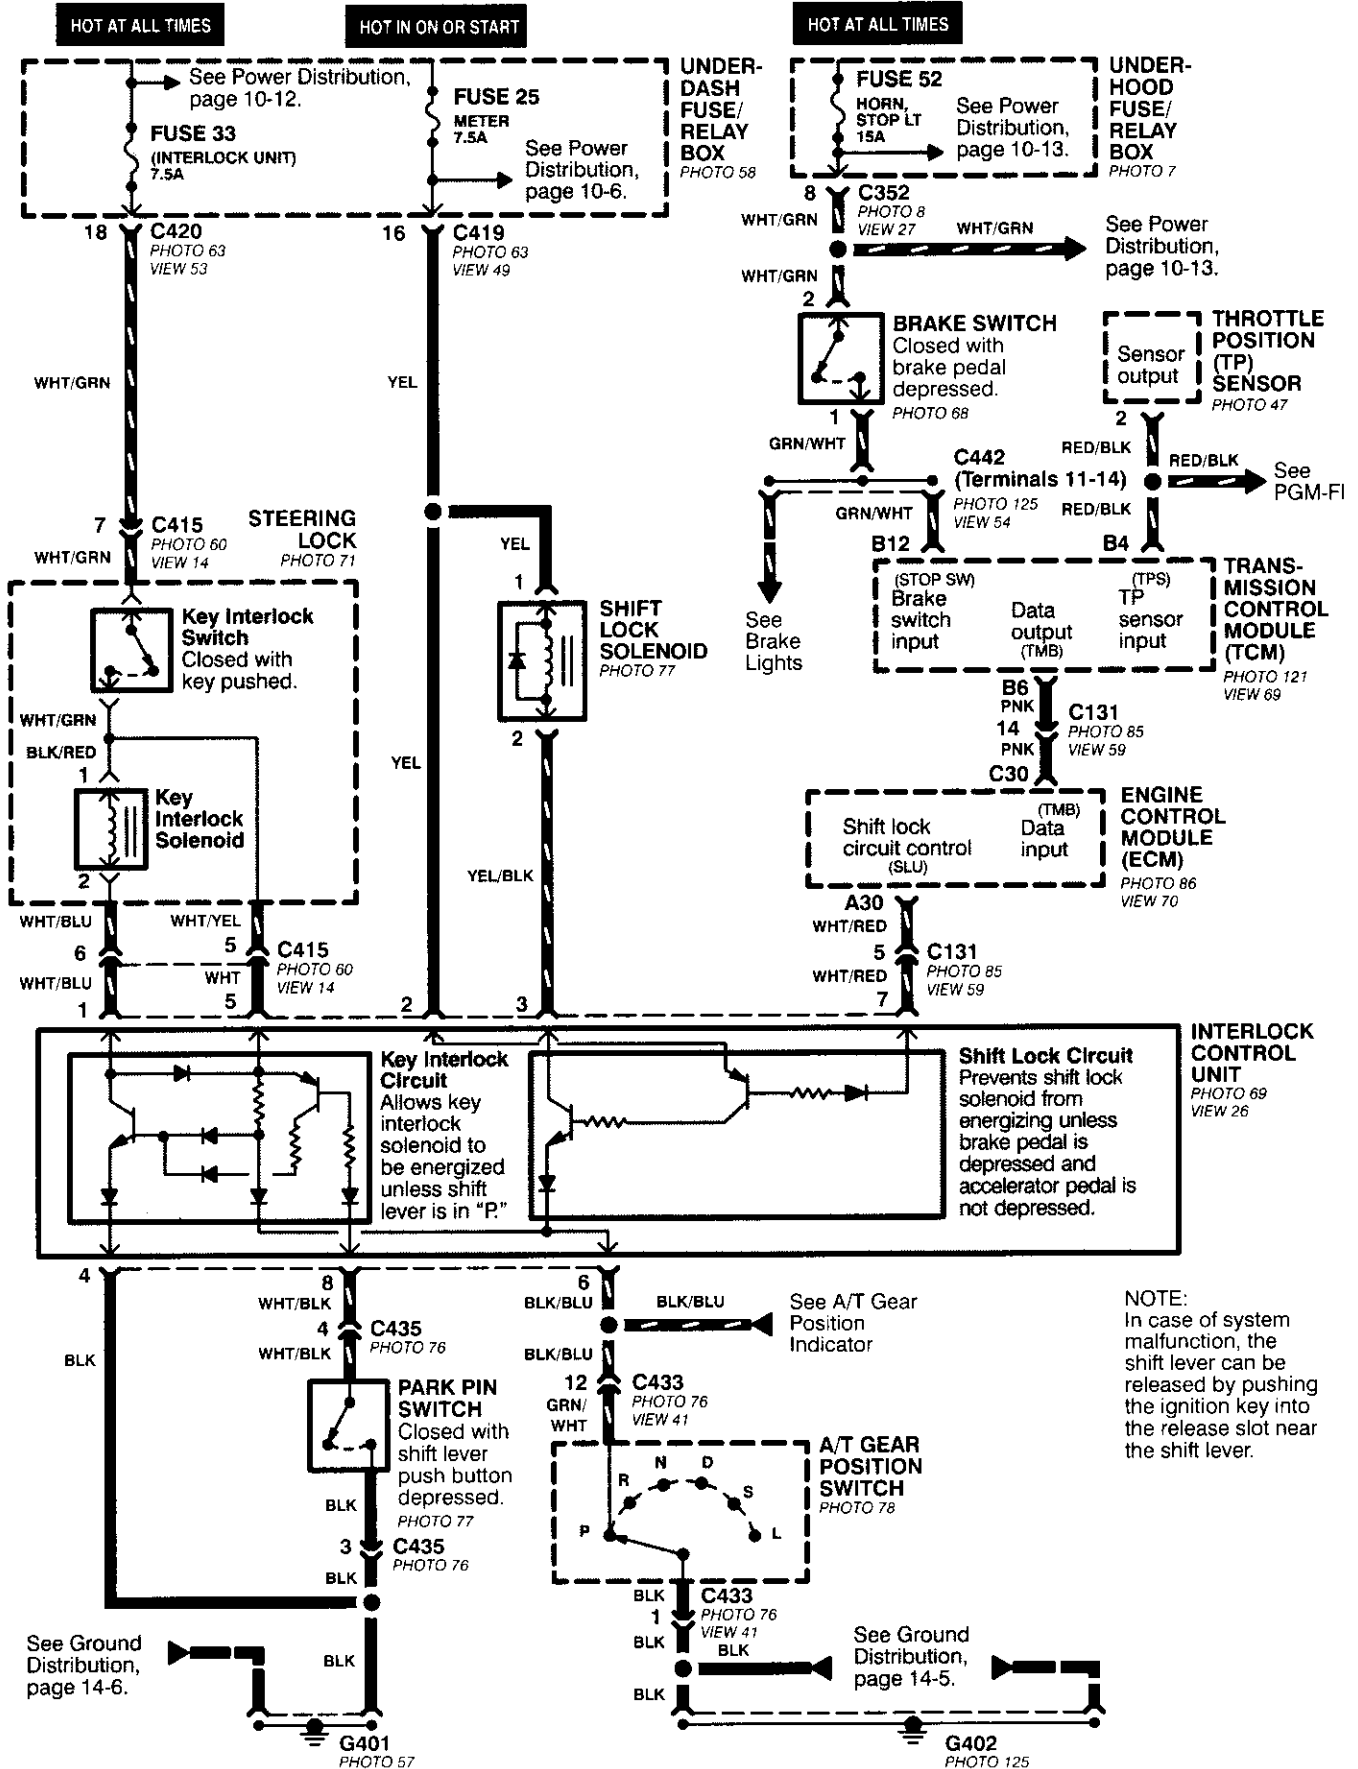 HOT AT ALL TIMES
HOT IN ON OR START
HOT AT ALL TIMES
See Power Distribution,
page 10-12.
FUSE 33
(INTERLOCK UNIT)
7.5A
FUSE 25
METER
7.5A
See Power
Distribution,
page 10-6.
UNDER-
DASH
FUSE/
RELAY
BOX
PHOTO 58
FUSE 52
HORN,
STOP LT
15A
See Power
Distribution,
page 10-13.
UNDER-
HOOD
FUSE/
RELAY
BOX
PHOTO 7
18
C420
PHOTO 63
VIEW 53
16
C419
PHOTO 63
VIEW 49
8
C352
PHOTO 8
VIEW 27
WHT/GRN
WHT/GRN
See Power
Distribution,
page 10-13.
WHT/GRN
2
BRAKE SWITCH
Closed with
brake pedal
depressed.
PHOTO 68
1
GRN/WHT
THROTTLE
POSITION
(TP)
SENSOR
PHOTO 47
Sensor
output
2
RED/BLK
RED/BLK
See
PGM-FI
RED/BLK
C442
(Terminals 11-14)
PHOTO 125
VIEW 54
GRN/WHT
B12
B4
See
Brake
Lights
(STOP SW)
Brake
switch
input
Data
output
(TMB)
(TPS)
TP
sensor
input
TRANS-
MISSION
CONTROL
MODULE
(TCM)
PHOTO 121
VIEW 69
B6
PNK
14
C131
PHOTO 85
VIEW 59
PNK
C30
Shift lock
circuit control
(SLU)
(TMB)
Data
input
ENGINE
CONTROL
MODULE
(ECM)
PHOTO 86
VIEW 70
A30
WHT/RED
5
C131
PHOTO 85
VIEW 59
WHT/RED
7
WHT/GRN
YEL
7
C415
PHOTO 60
VIEW 14
WHT/GRN
STEERING
LOCK
PHOTO 71
Key Interlock
Switch
Closed with
key pushed.
WHT/GRN
BLK/RED
1
Key
Interlock
Solenoid
2
WHT/BLU
WHT/YEL
6
5
C415
PHOTO 60
VIEW 14
WHT/BLU
WHT
1
5
YEL
1
SHIFT
LOCK
SOLENOID
PHOTO 77
2
YEL
YEL/BLK
2
3
Key Interlock
Circuit
Allows key
interlock
solenoid to
be energized
unless shift
lever is in “P.”
Shift Lock Circuit
Prevents shift lock
solenoid from
energizing unless
brake pedal is
depressed and
accelerator pedal is
not depressed.
INTERLOCK
CONTROL
UNIT
PHOTO 69
VIEW 26
4
8
6
WHT/BLK
4
C435
PHOTO 76
WHT/BLK
BLK
PARK PIN
SWITCH
Closed with
shift lever
push button
depressed.
PHOTO 77
BLK
3
C435
PHOTO 76
BLK
BLK
BLK/BLU
BLK/BLU
See A/T Gear
Position
Indicator
BLK/BLU
12
C433
PHOTO 76
VIEW 41
GRN/
WHT
A/T GEAR
POSITION
SWITCH
PHOTO 78
P
R
N
D
S
L
BLK
1
C433
PHOTO 76
VIEW 41
BLK
BLK
BLK
See Ground
Distribution,
page 14-5.
See Ground
Distribution,
page 14-6.
G401
PHOTO 57
G402
PHOTO 125
NOTE:
In case of system
malfunction, the
shift lever can be
released by pushing
the ignition key into
the release slot near
the shift lever.